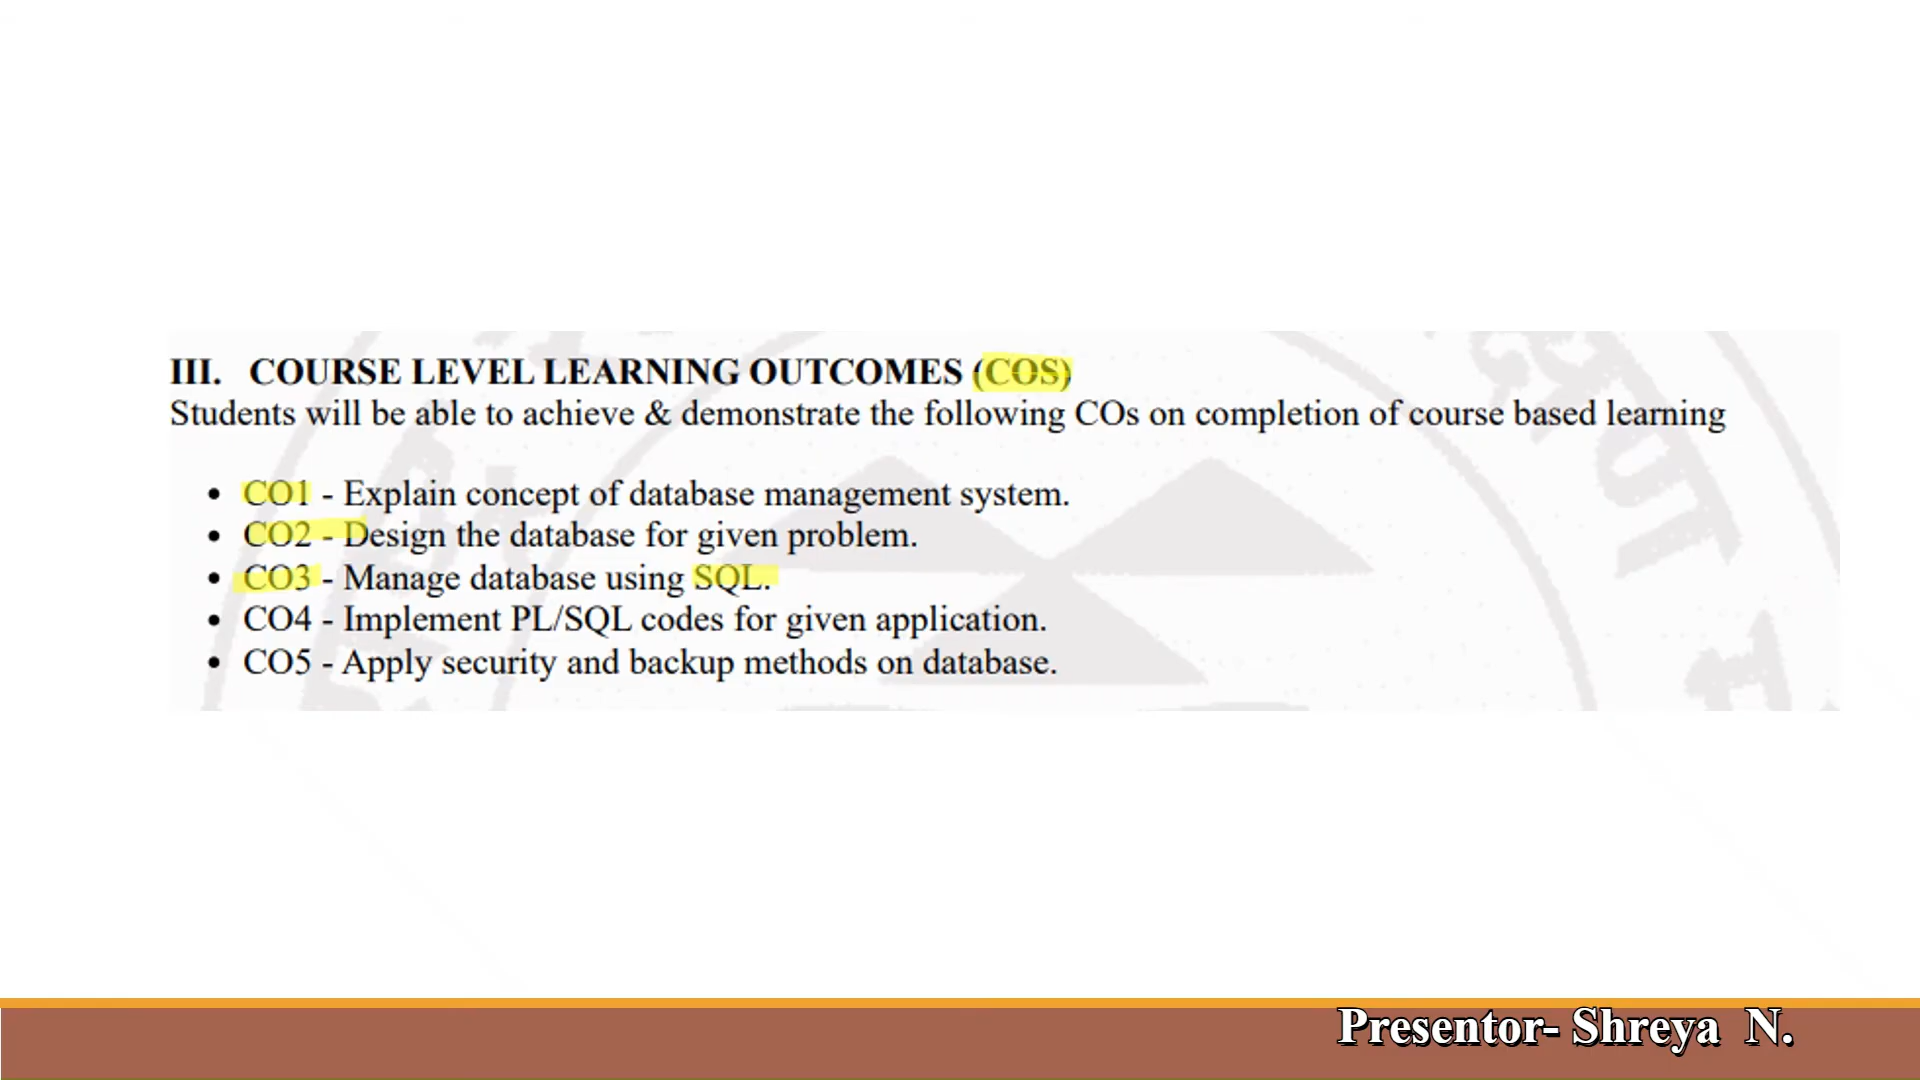 III. COURSE LEVEL LEARNING OUTCOMES (COS)
Students will be able to achieve & demonstrate the following COs on completion of course based learning
• CO1 - Explain concept of database management system.
• CO2 - Design the database for given problem.
• CO3 - Manage database using SQL.
• CO4 - Implement PL/SQL codes for given application.
• CO5 - Apply security and backup methods on database.
Presentor- Shreya N.